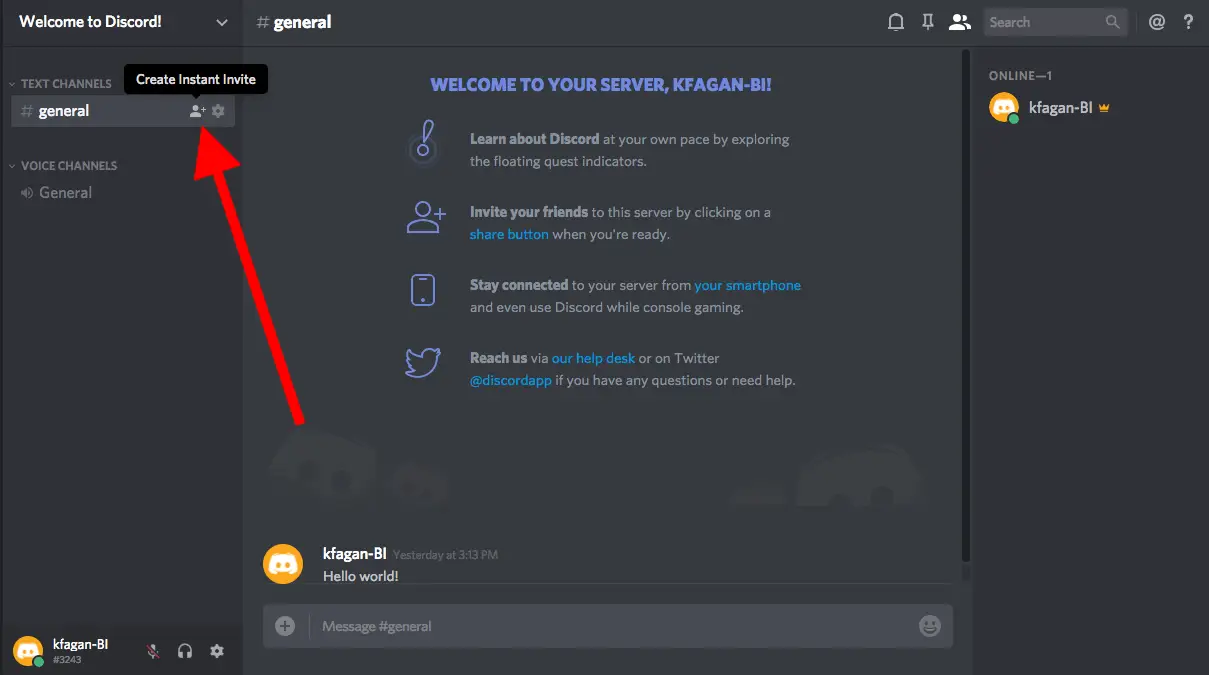 Welcome to Discord!
# general
Search
@
?
TEXT CHANNELS
Create Instant Invite
# general
VOICE CHANNELS
General
WELCOME TO YOUR SERVER, KFAGAN-BI!
Learn about Discord at your own pace by exploring
the floating quest indicators.
Invite your friends to this server by clicking on a
share button when you're ready.
Stay connected to your server from your smartphone
and even use Discord while console gaming.
Reach us via our help desk or on Twitter
@discordapp if you have any questions or need help.
kfagan-BI Yesterday at 3:13 PM
Hello world!
Message #general
ONLINE—1
kfagan-BI
kfagan-BI
#3243